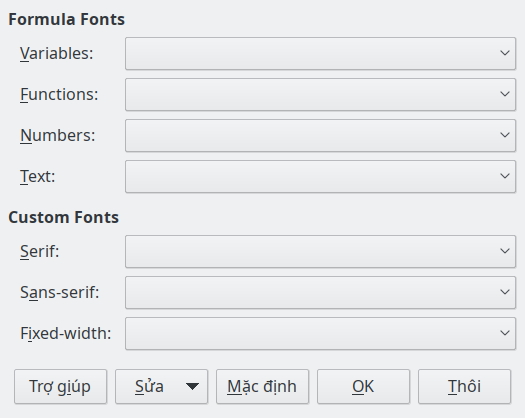 Formula Fonts
Variables:
Functions:
Numbers:
Text:
Custom Fonts
Serif:
Sans-serif:
Fixed-width:
Trợ giúp Sửa Mặc định OK Thôi